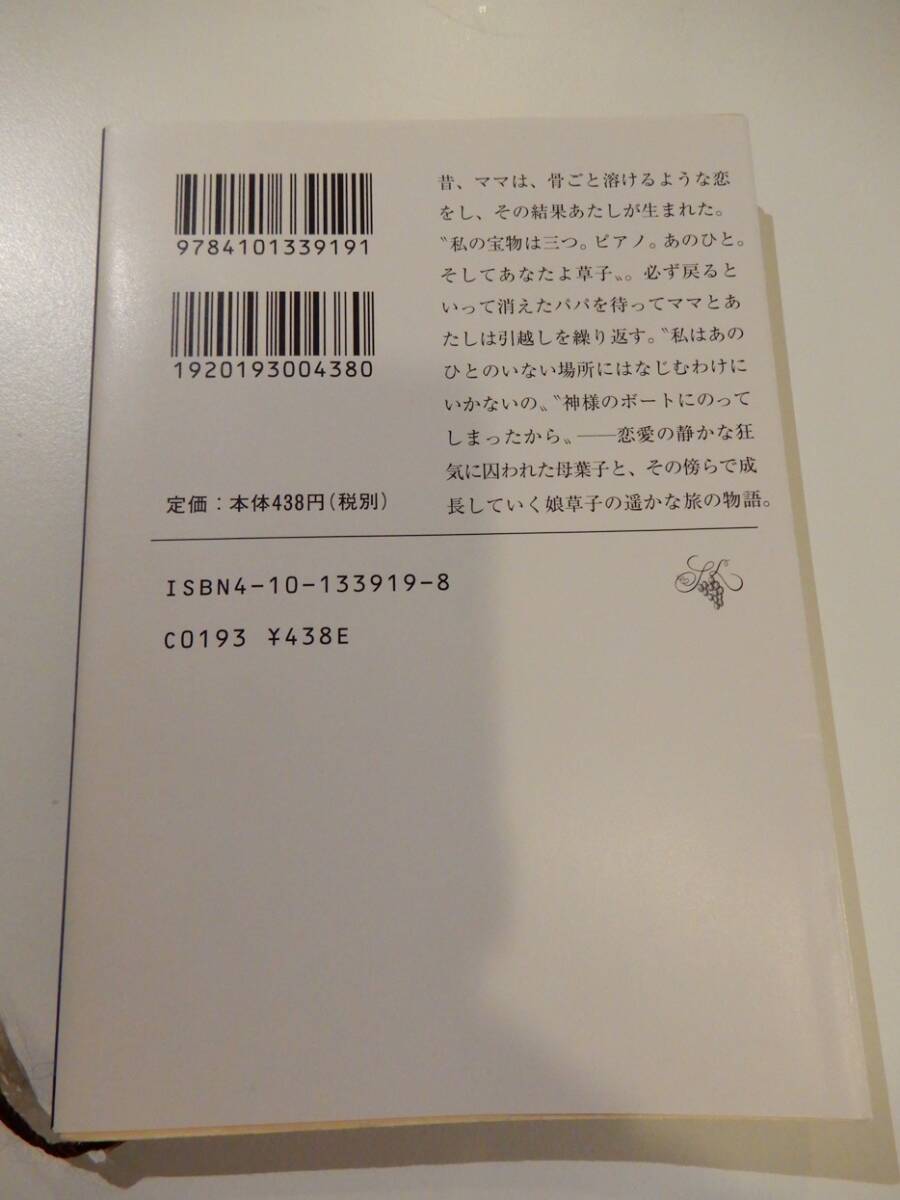 9784101339191
1920193004380
定価：本体438円（税別）
昔、ママは、骨ごと溶けるような恋
をし、その結果あたしが生まれた。
〝私の宝物は三つ。ピアノ。あのひと。
そしてあなたよ草子〟。必ず戻ると
いって消えたパパを待ってママとあ
たしは引越しを繰り返す。〝私はあの
ひとのいない場所にはなじむわけに
いかないの〟〝神様のボートにのって
しまったから〟――恋愛の静かな狂
気に囚われた母葉子と、その傍らで成
長していく娘草子の遥かな旅の物語。
ISBN4-10-133919-8
C0193 ¥438E